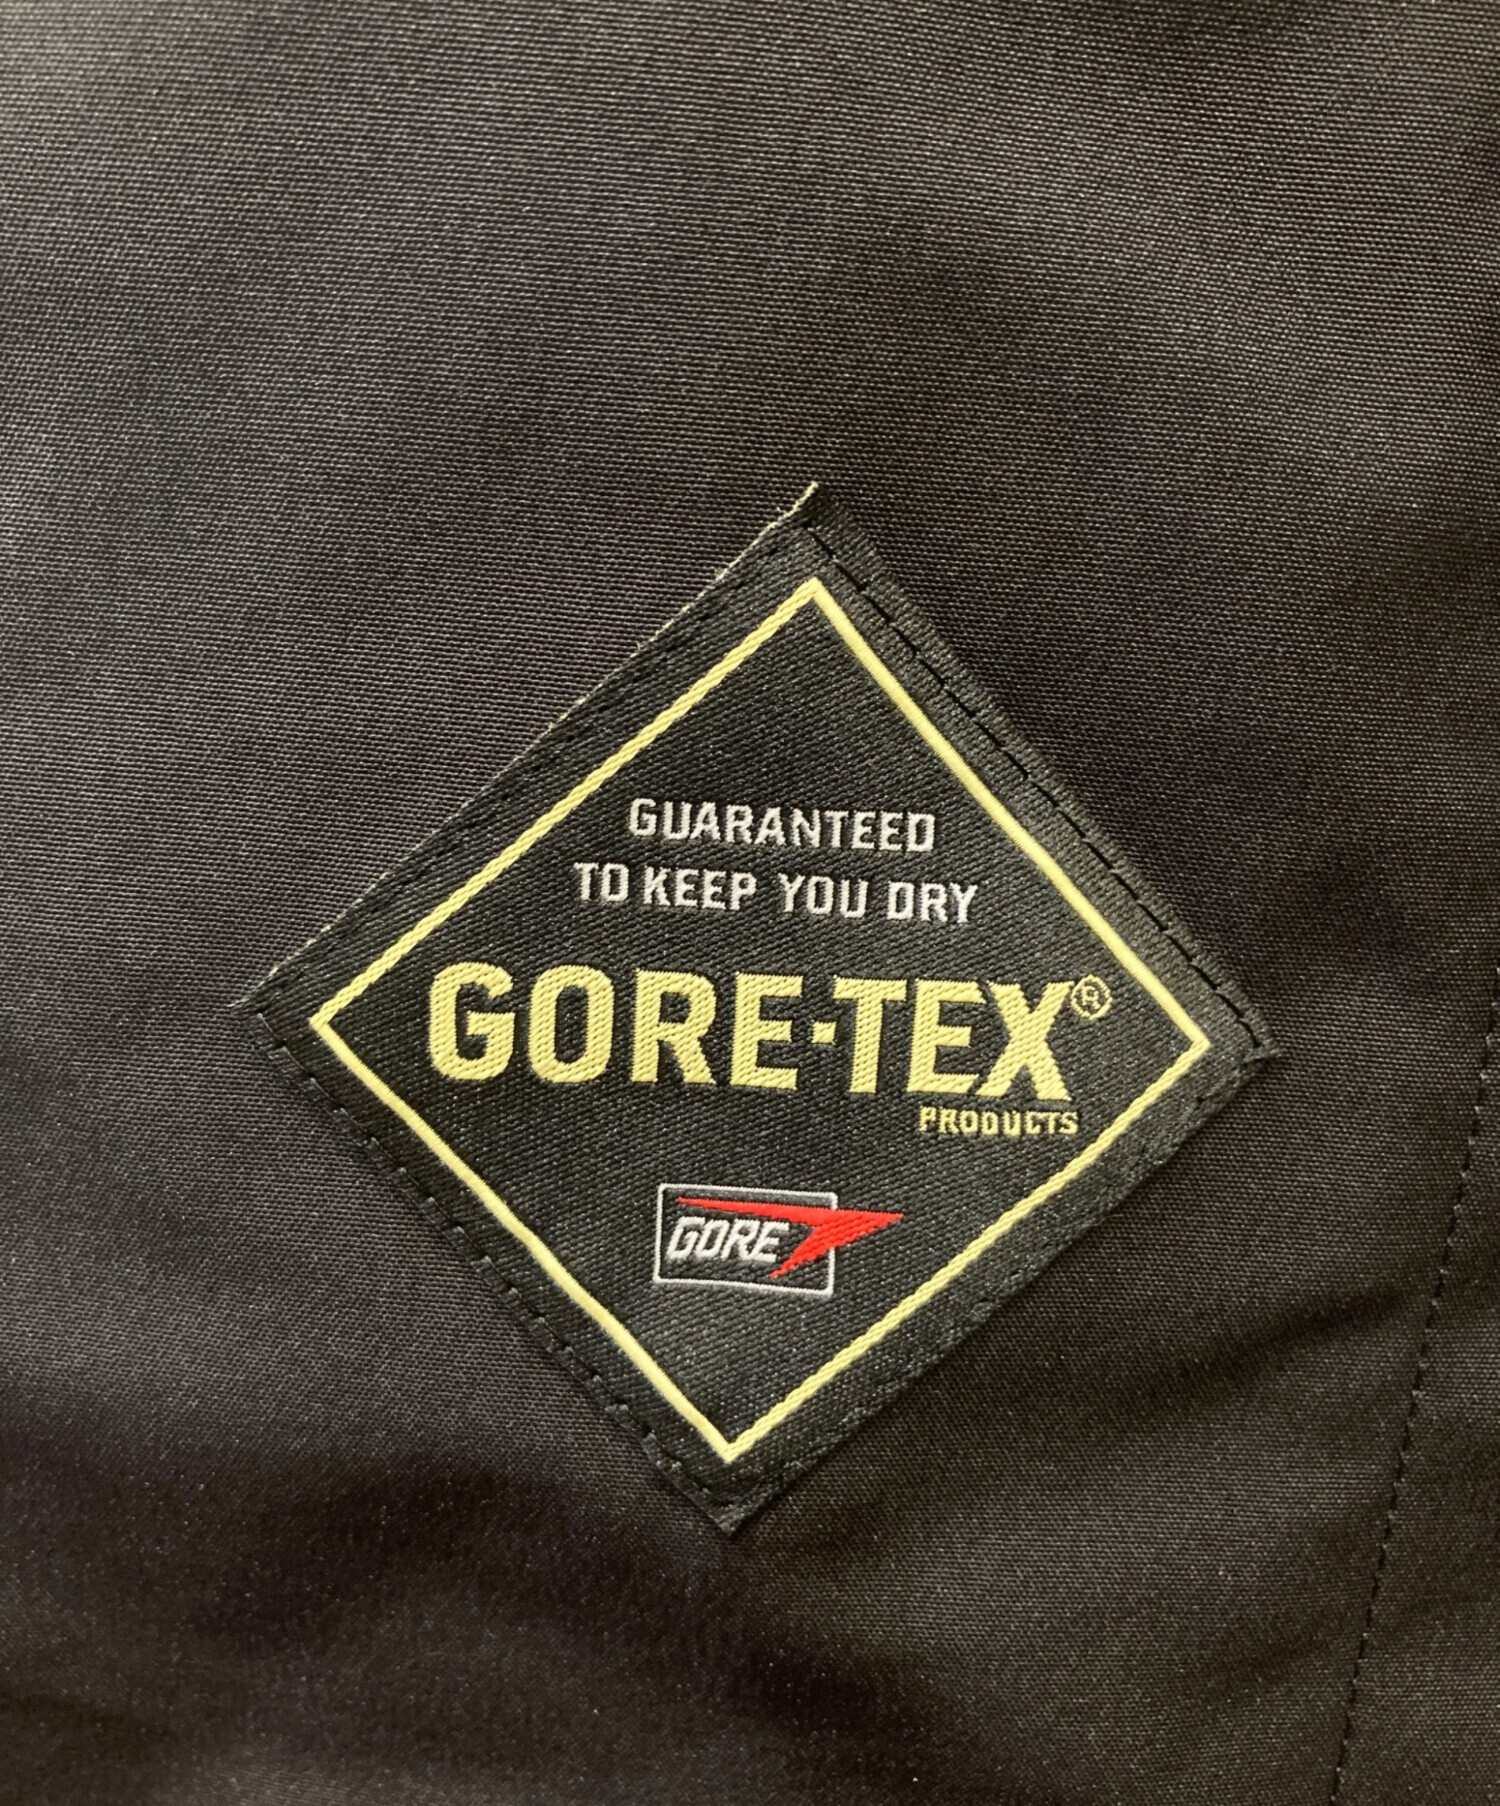 GUARANTEED
TO KEEP YOU DRY
GORE-TEX®
PRODUCTS
GORE